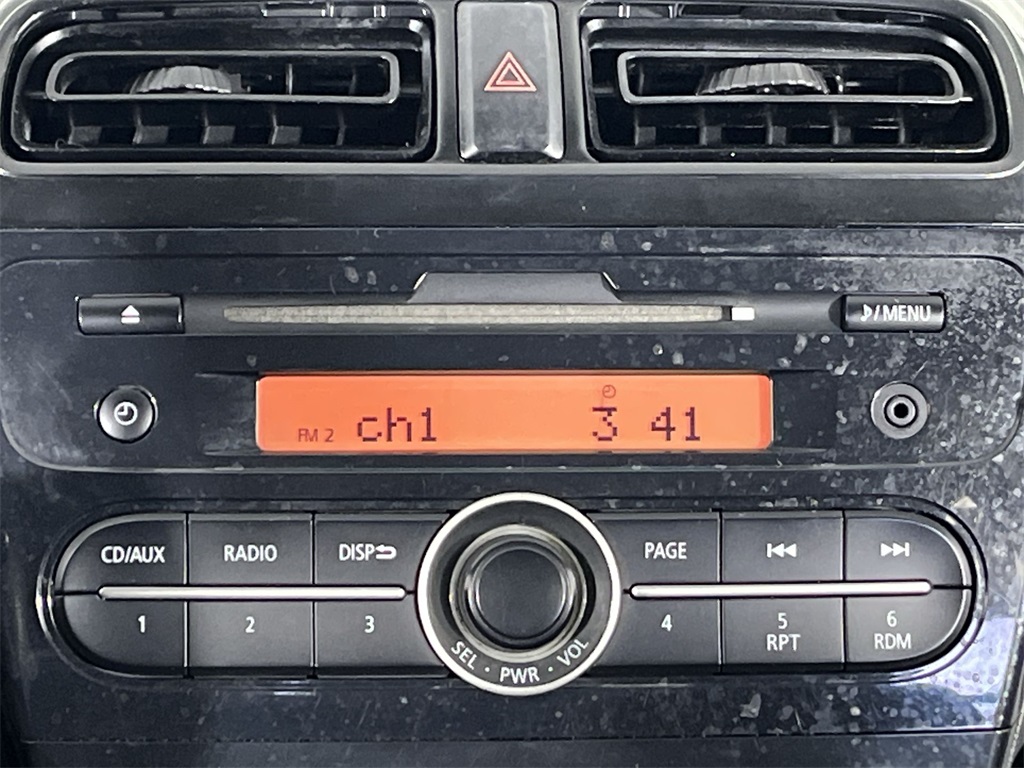 ♪/MENU
FM 2 ch1 3 41
CD/AUX RADIO DISP PAGE
1 2 3 4 5 6
RPT RDM
SEL · PWR · VOL